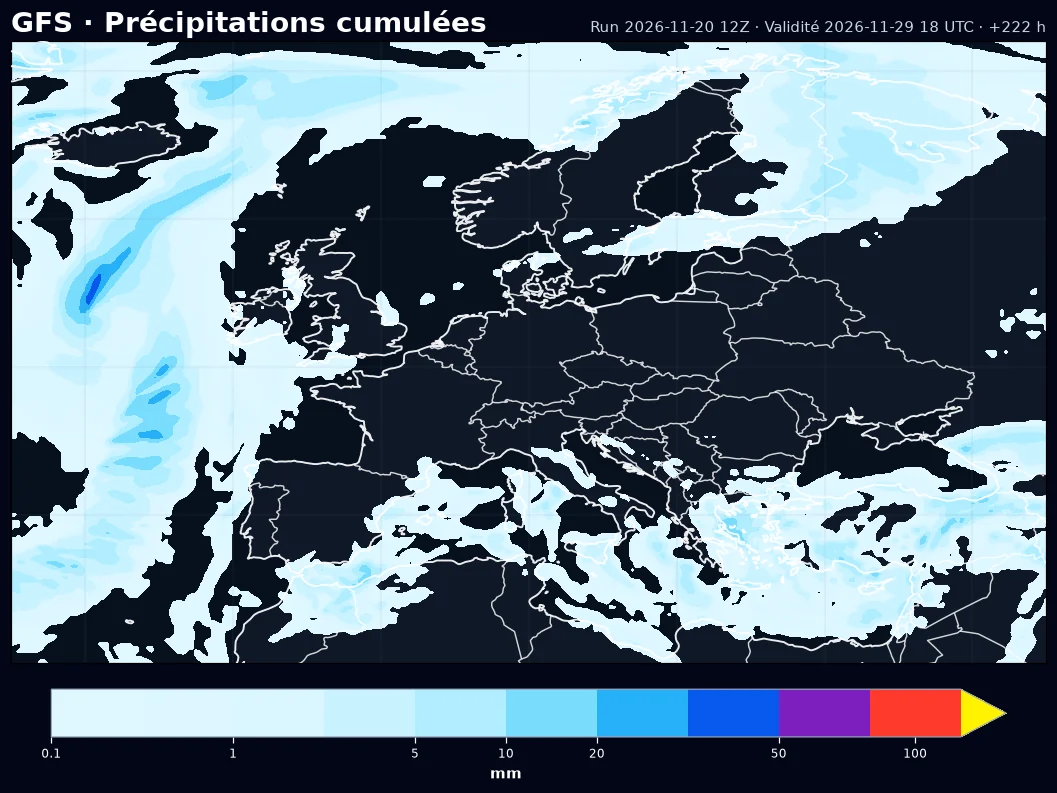 GFS · Précipitations cumulées
Run 2026-11-20 12Z · Validité 2026-11-29 18 UTC · +222 h
0.1 1 5 10 20 50 100
mm